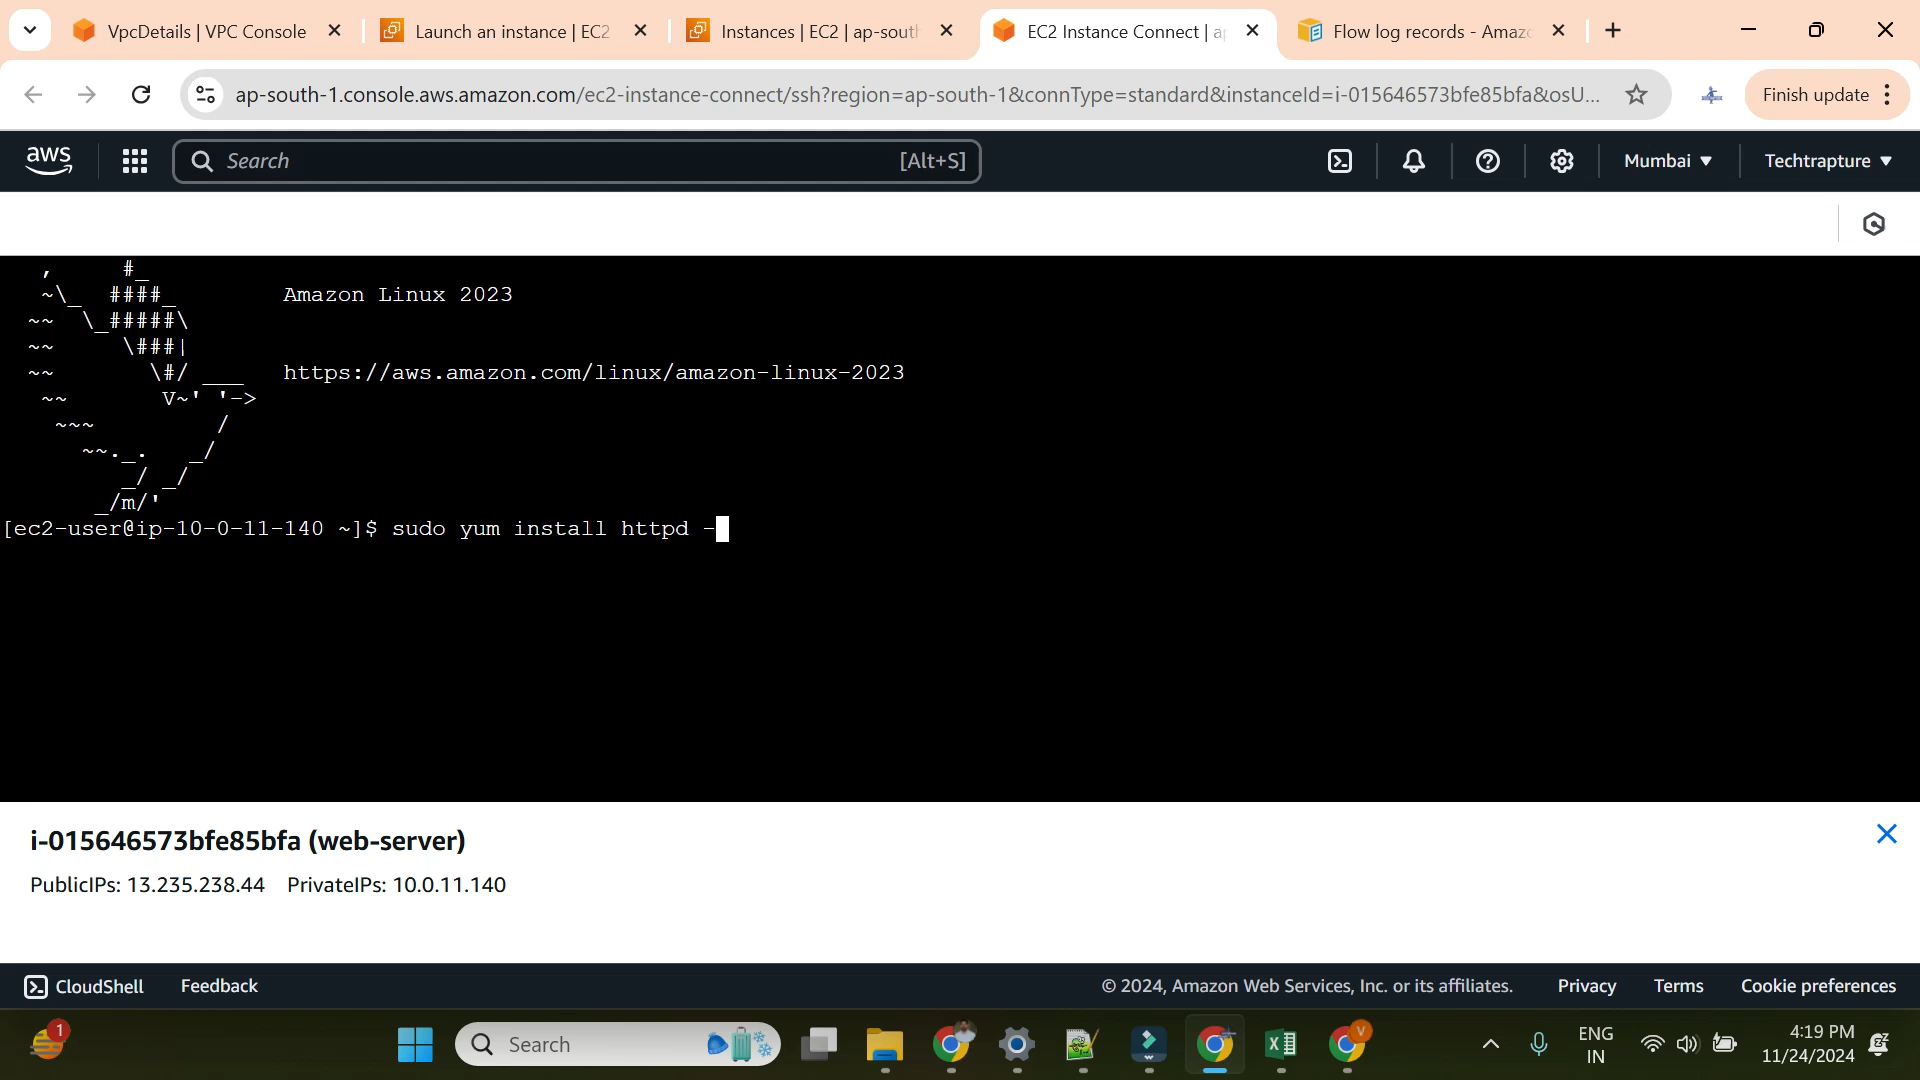 VpcDetails | VPC Console
Launch an instance | EC2
Instances | EC2 | ap-sout
EC2 Instance Connect | a
Flow log records - Amaz
ap-south-1.console.aws.amazon.com/ec2-instance-connect/ssh?region=ap-south-1&connType=standard&instanceId=i-015646573bfe85bfa&osU...
Finish update
aws
Search
[Alt+S]
Mumbai
Techtrapture
   ,     #_
   ~\_  ####_        Amazon Linux 2023
  ~~  \_#####\
  ~~     \###|
  ~~       \#/ ___   https://aws.amazon.com/linux/amazon-linux-2023
   ~~       V~' '->
    ~~~         /
      ~~._.   _/
         _/ _/
       _/m/'
[ec2-user@ip-10-0-11-140 ~]$ sudo yum install httpd -
i-015646573bfe85bfa (web-server)
PublicIPs: 13.235.238.44 PrivateIPs: 10.0.11.140
CloudShell
Feedback
© 2024, Amazon Web Services, Inc. or its affiliates.
Privacy
Terms
Cookie preferences
1
Search
V
ENG
IN
4:19 PM
11/24/2024